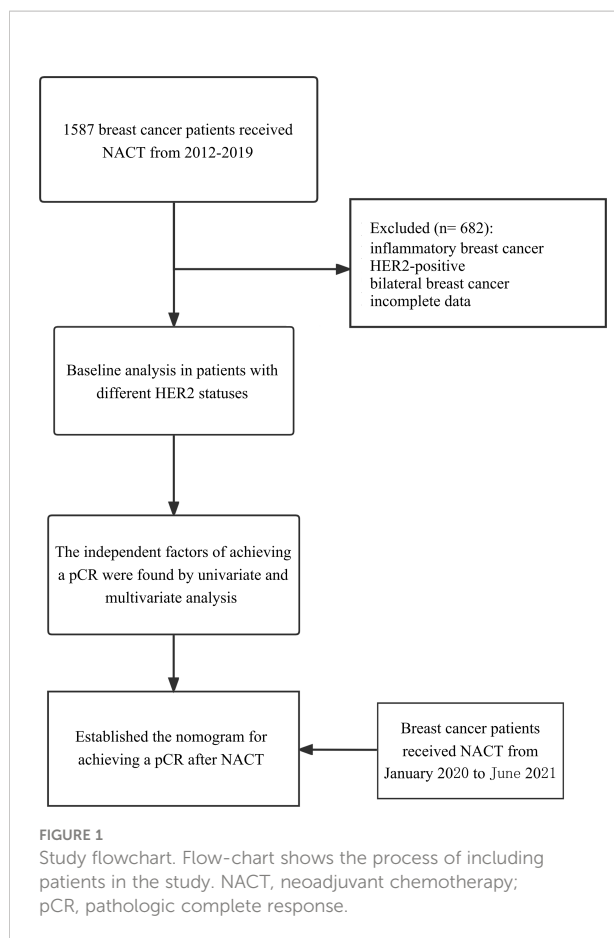 1587 breast cancer patients received
NACT from 2012-2019
Excluded (n= 682):
inflammatory breast cancer
HER2-positive
bilateral breast cancer
incomplete data
Baseline analysis in patients with
different HER2 statuses
The independent factors of achieving
a pCR were found by univariate and
multivariate analysis
Established the nomogram for
achieving a pCR after NACT
Breast cancer patients
received NACT from
January 2020 to June 2021
FIGURE 1
Study flowchart. Flow-chart shows the process of including
patients in the study. NACT, neoadjuvant chemotherapy;
pCR, pathologic complete response.